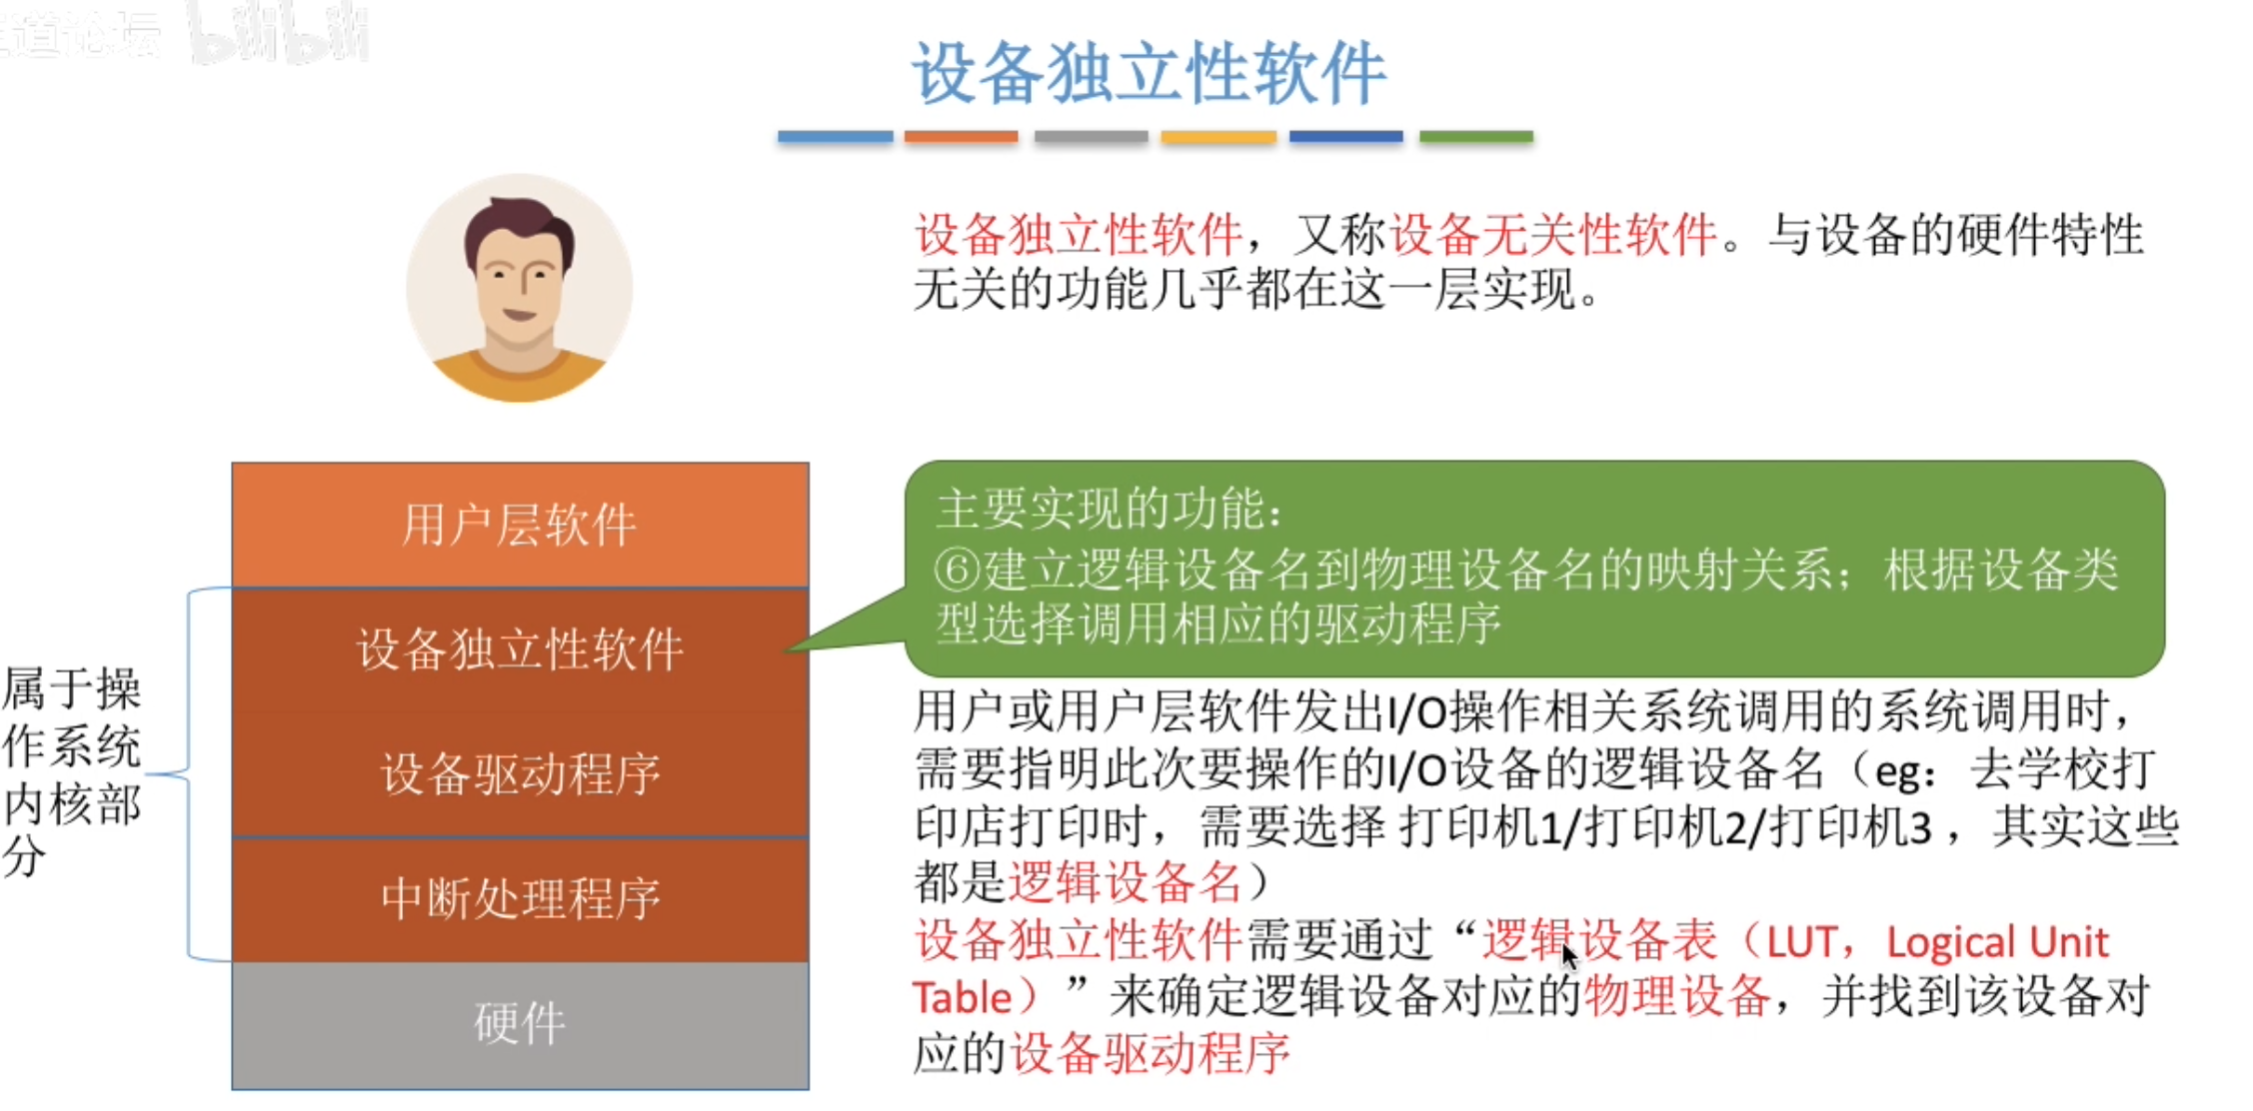 道论坛 bilibili
设备独立性软件
设备独立性软件，又称设备无关性软件。与设备的硬件特性
无关的功能几乎都在这一层实现。
用户层软件
设备独立性软件
设备驱动程序
中断处理程序
硬件
属于操
作系统
内核部
分
主要实现的功能：
⑥建立逻辑设备名到物理设备名的映射关系；根据设备类
型选择调用相应的驱动程序
用户或用户层软件发出I/O操作相关系统调用的系统调用时，
需要指明此次要操作的I/O设备的逻辑设备名（eg：去学校打
印店打印时，需要选择 打印机1/打印机2/打印机3，其实这些
都是逻辑设备名）
设备独立性软件需要通过“逻辑设备表（LUT，Logical Unit
Table）”来确定逻辑设备对应的物理设备，并找到该设备对
应的设备驱动程序